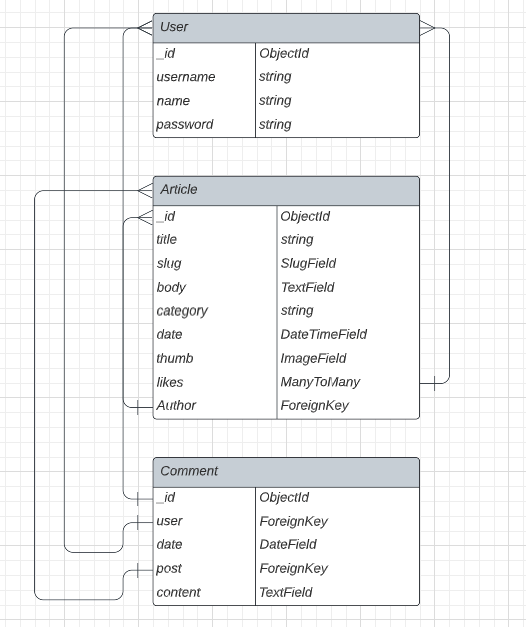 User
_id ObjectId
username string
name string
password string
Article
_id ObjectId
title string
slug SlugField
body TextField
category string
date DateTimeField
thumb ImageField
likes ManyToMany
Author ForeignKey
Comment
_id ObjectId
user ForeignKey
date DateField
post ForeignKey
content TextField